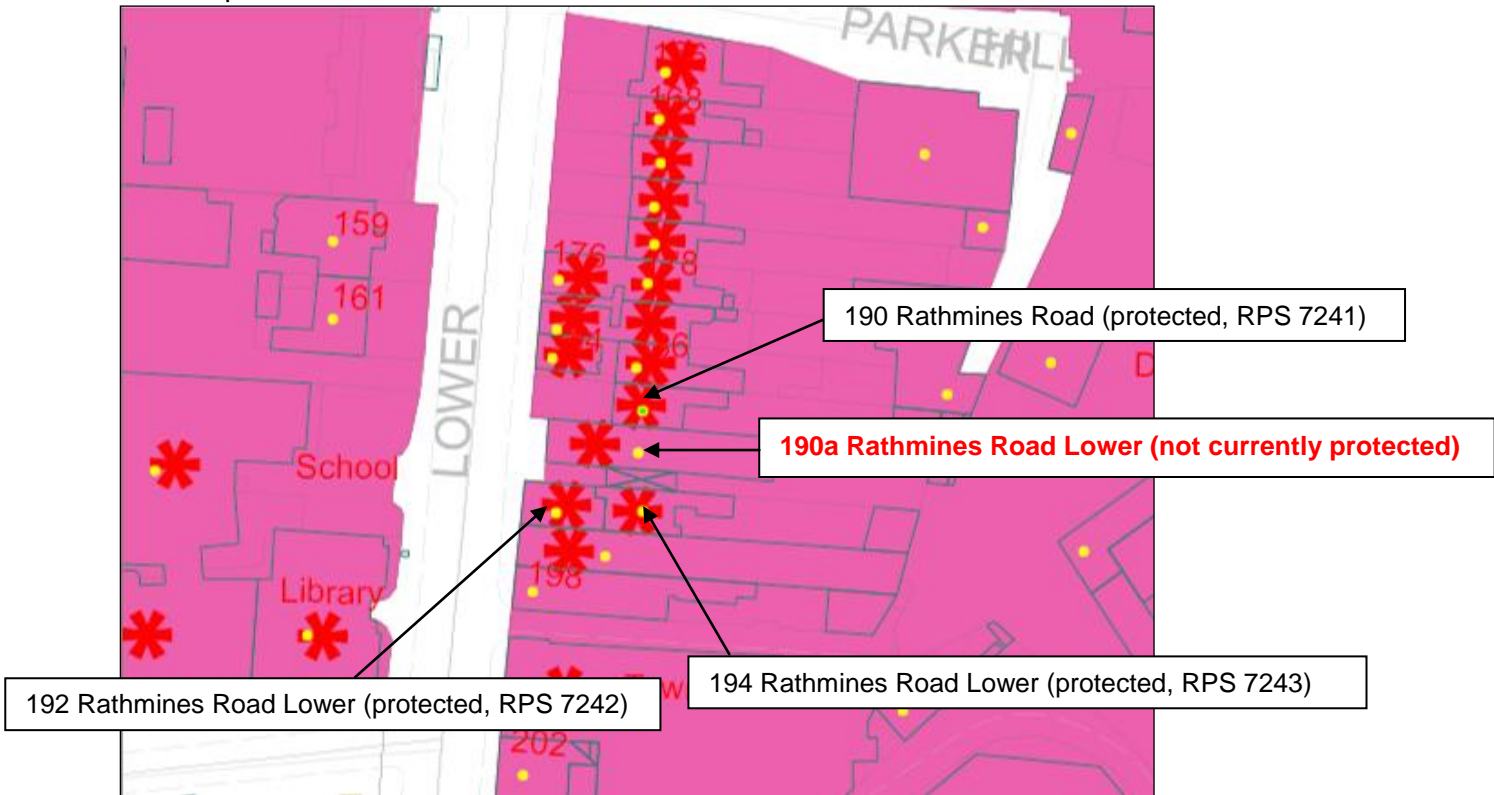 PARKER HILL
168
159
176
161
190 Rathmines Road (protected, RPS 7241)
LOWER
190a Rathmines Road Lower (not currently protected)
School
198
Library
194 Rathmines Road Lower (protected, RPS 7243)
192 Rathmines Road Lower (protected, RPS 7242)
202